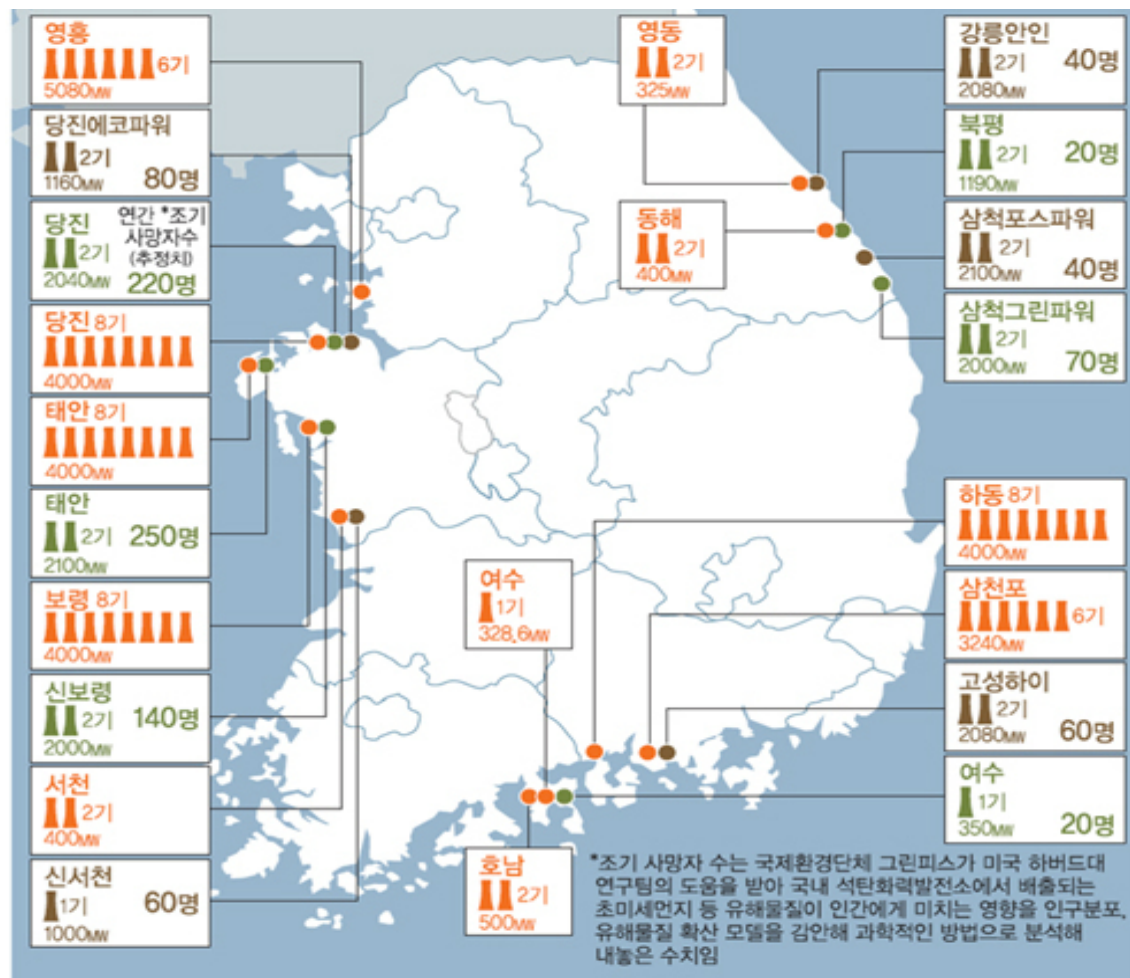 영흥
6기
5080MW
당진에코파워
2기
1160MW 80명
당진
2기
2040MW
연간 *조기
사망자수
(추정치)
220명
당진 8기
4000MW
태안 8기
4000MW
태안
2기 250명
2100MW
보령 8기
4000MW
신보령
2기 140명
2000MW
서천
2기
400MW
신서천
1기 60명
1000MW
영동
2기
325MW
동해
2기
400MW
여수
1기
328.6MW
호남
2기
500MW
강릉안인
2기 40명
2080MW
북평
2기 20명
1190MW
삼척포스파워
2기
2100MW 40명
삼척그린파워
2기
2000MW 70명
하동 8기
4000MW
삼천포
6기
3240MW
고성하이
2기
2080MW 60명
여수
1기
350MW 20명
*조기 사망자 수는 국제환경단체 그린피스가 미국 하버드대
연구팀의 도움을 받아 국내 석탄화력발전소에서 배출되는
초미세먼지 등 유해물질이 인간에게 미치는 영향을 인구분포,
유해물질 확산 모델을 감안해 과학적인 방법으로 분석해
내놓은 수치임